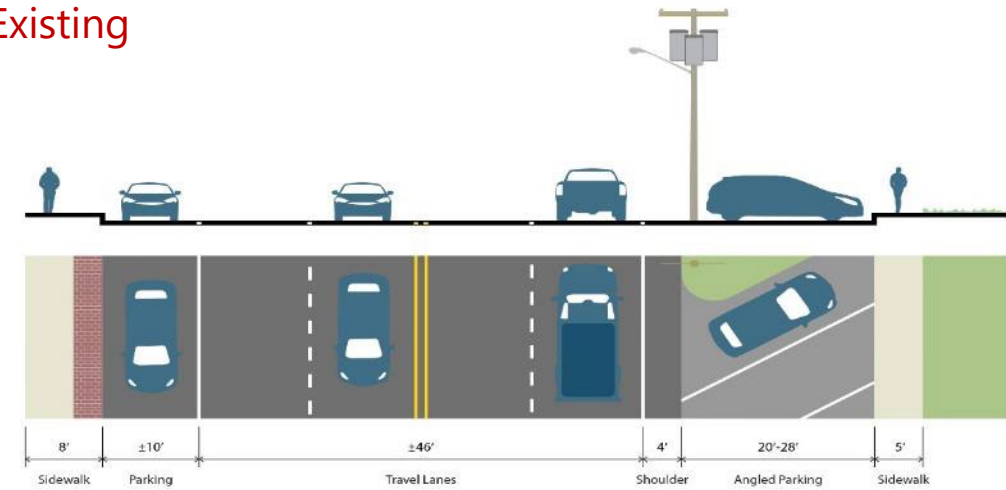 Existing
8' ±10' ±46' 4' 20'-28' 5'
Sidewalk Parking Travel Lanes Shoulder Angled Parking Sidewalk